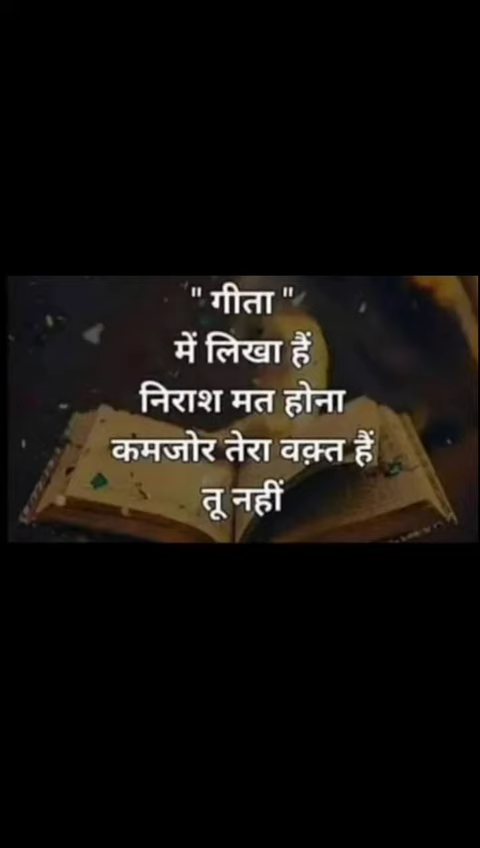 " गीता "
में लिखा हैं
निराश मत होना
कमजोर तेरा वक़्त हैं
तू नहीं